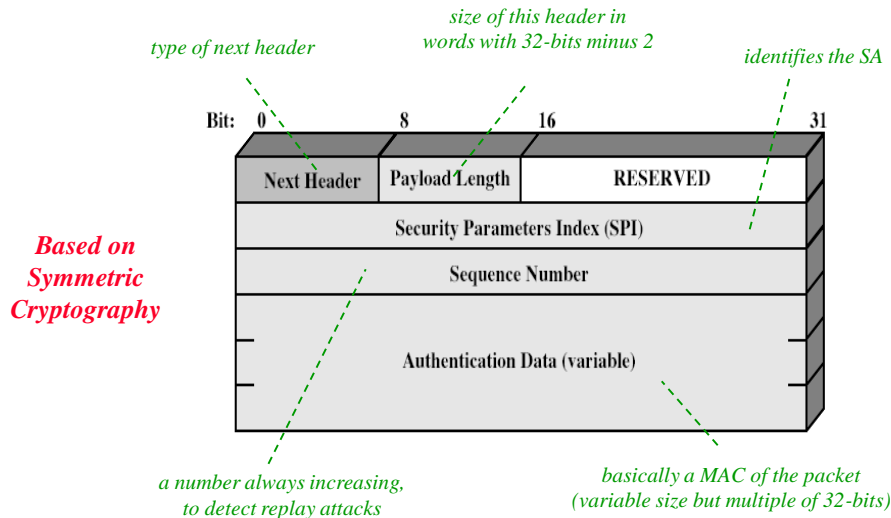 size of this header in
words with 32-bits minus 2
type of next header
identifies the SA
Bit: 0 8 16 31
Next Header Payload Length RESERVED
Security Parameters Index (SPI)
Based on
Symmetric
Cryptography
Sequence Number
Authentication Data (variable)
a number always increasing,
to detect replay attacks
basically a MAC of the packet
(variable size but multiple of 32-bits)